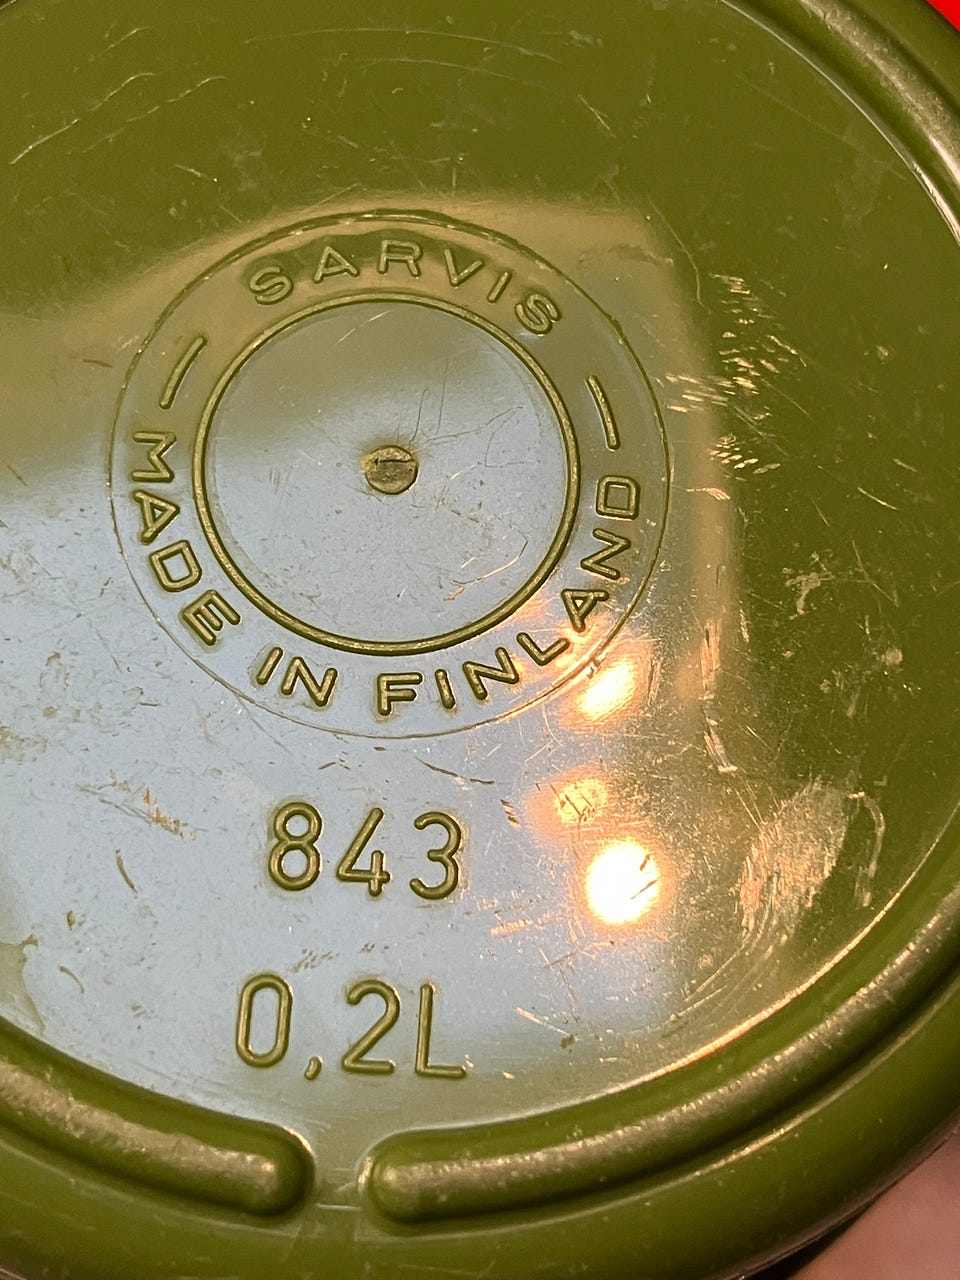 SARVIS
MADE IN FINLAND
843
0,2L